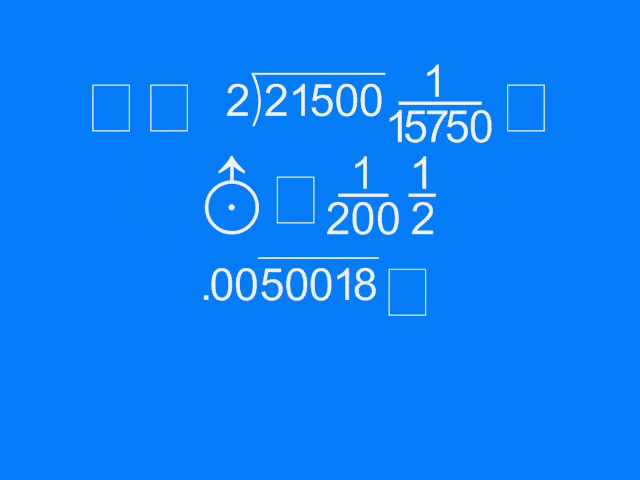 □ □ 2)21500 1/15750 □
⛣ □ 1/200 1/2
.0050018 □